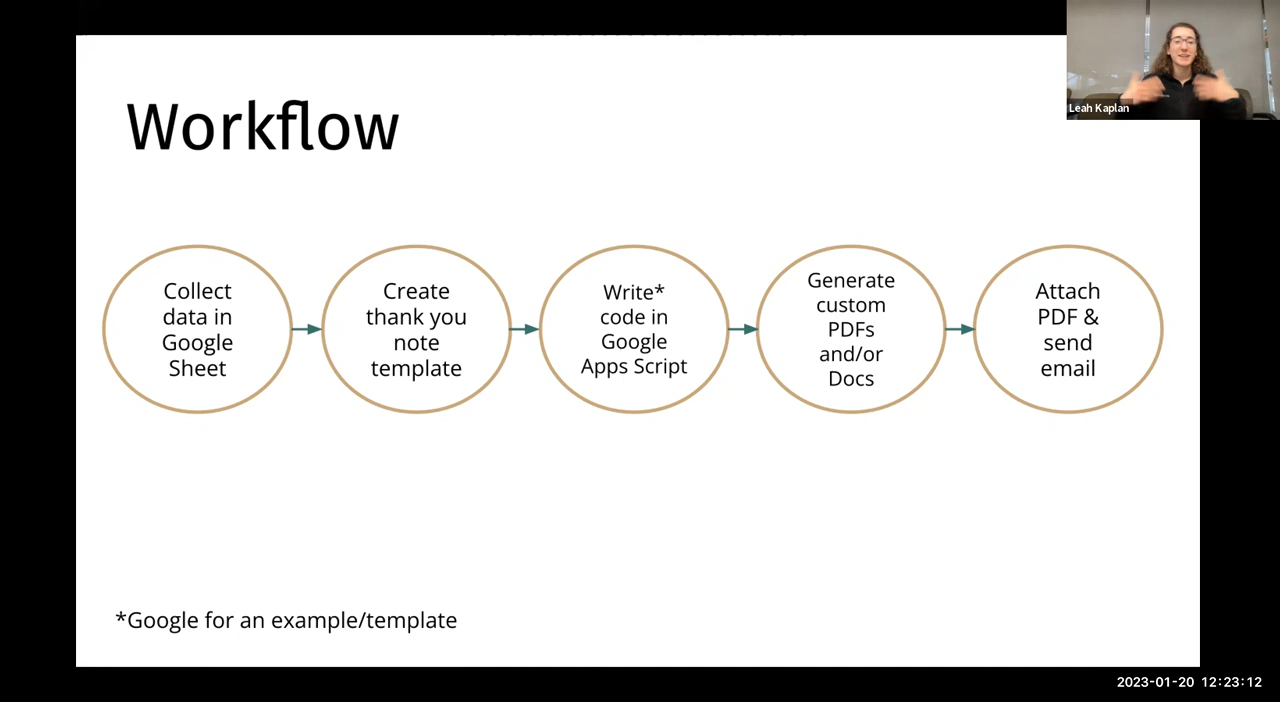 Workflow
Collect
data in
Google
Sheet
Create
thank you
note
template
Write*
code in
Google
Apps Script
Generate
custom
PDFs
and/or
Docs
Attach
PDF &
send
email
*Google for an example/template
Leah Kaplan
2023-01-20 12:23:12